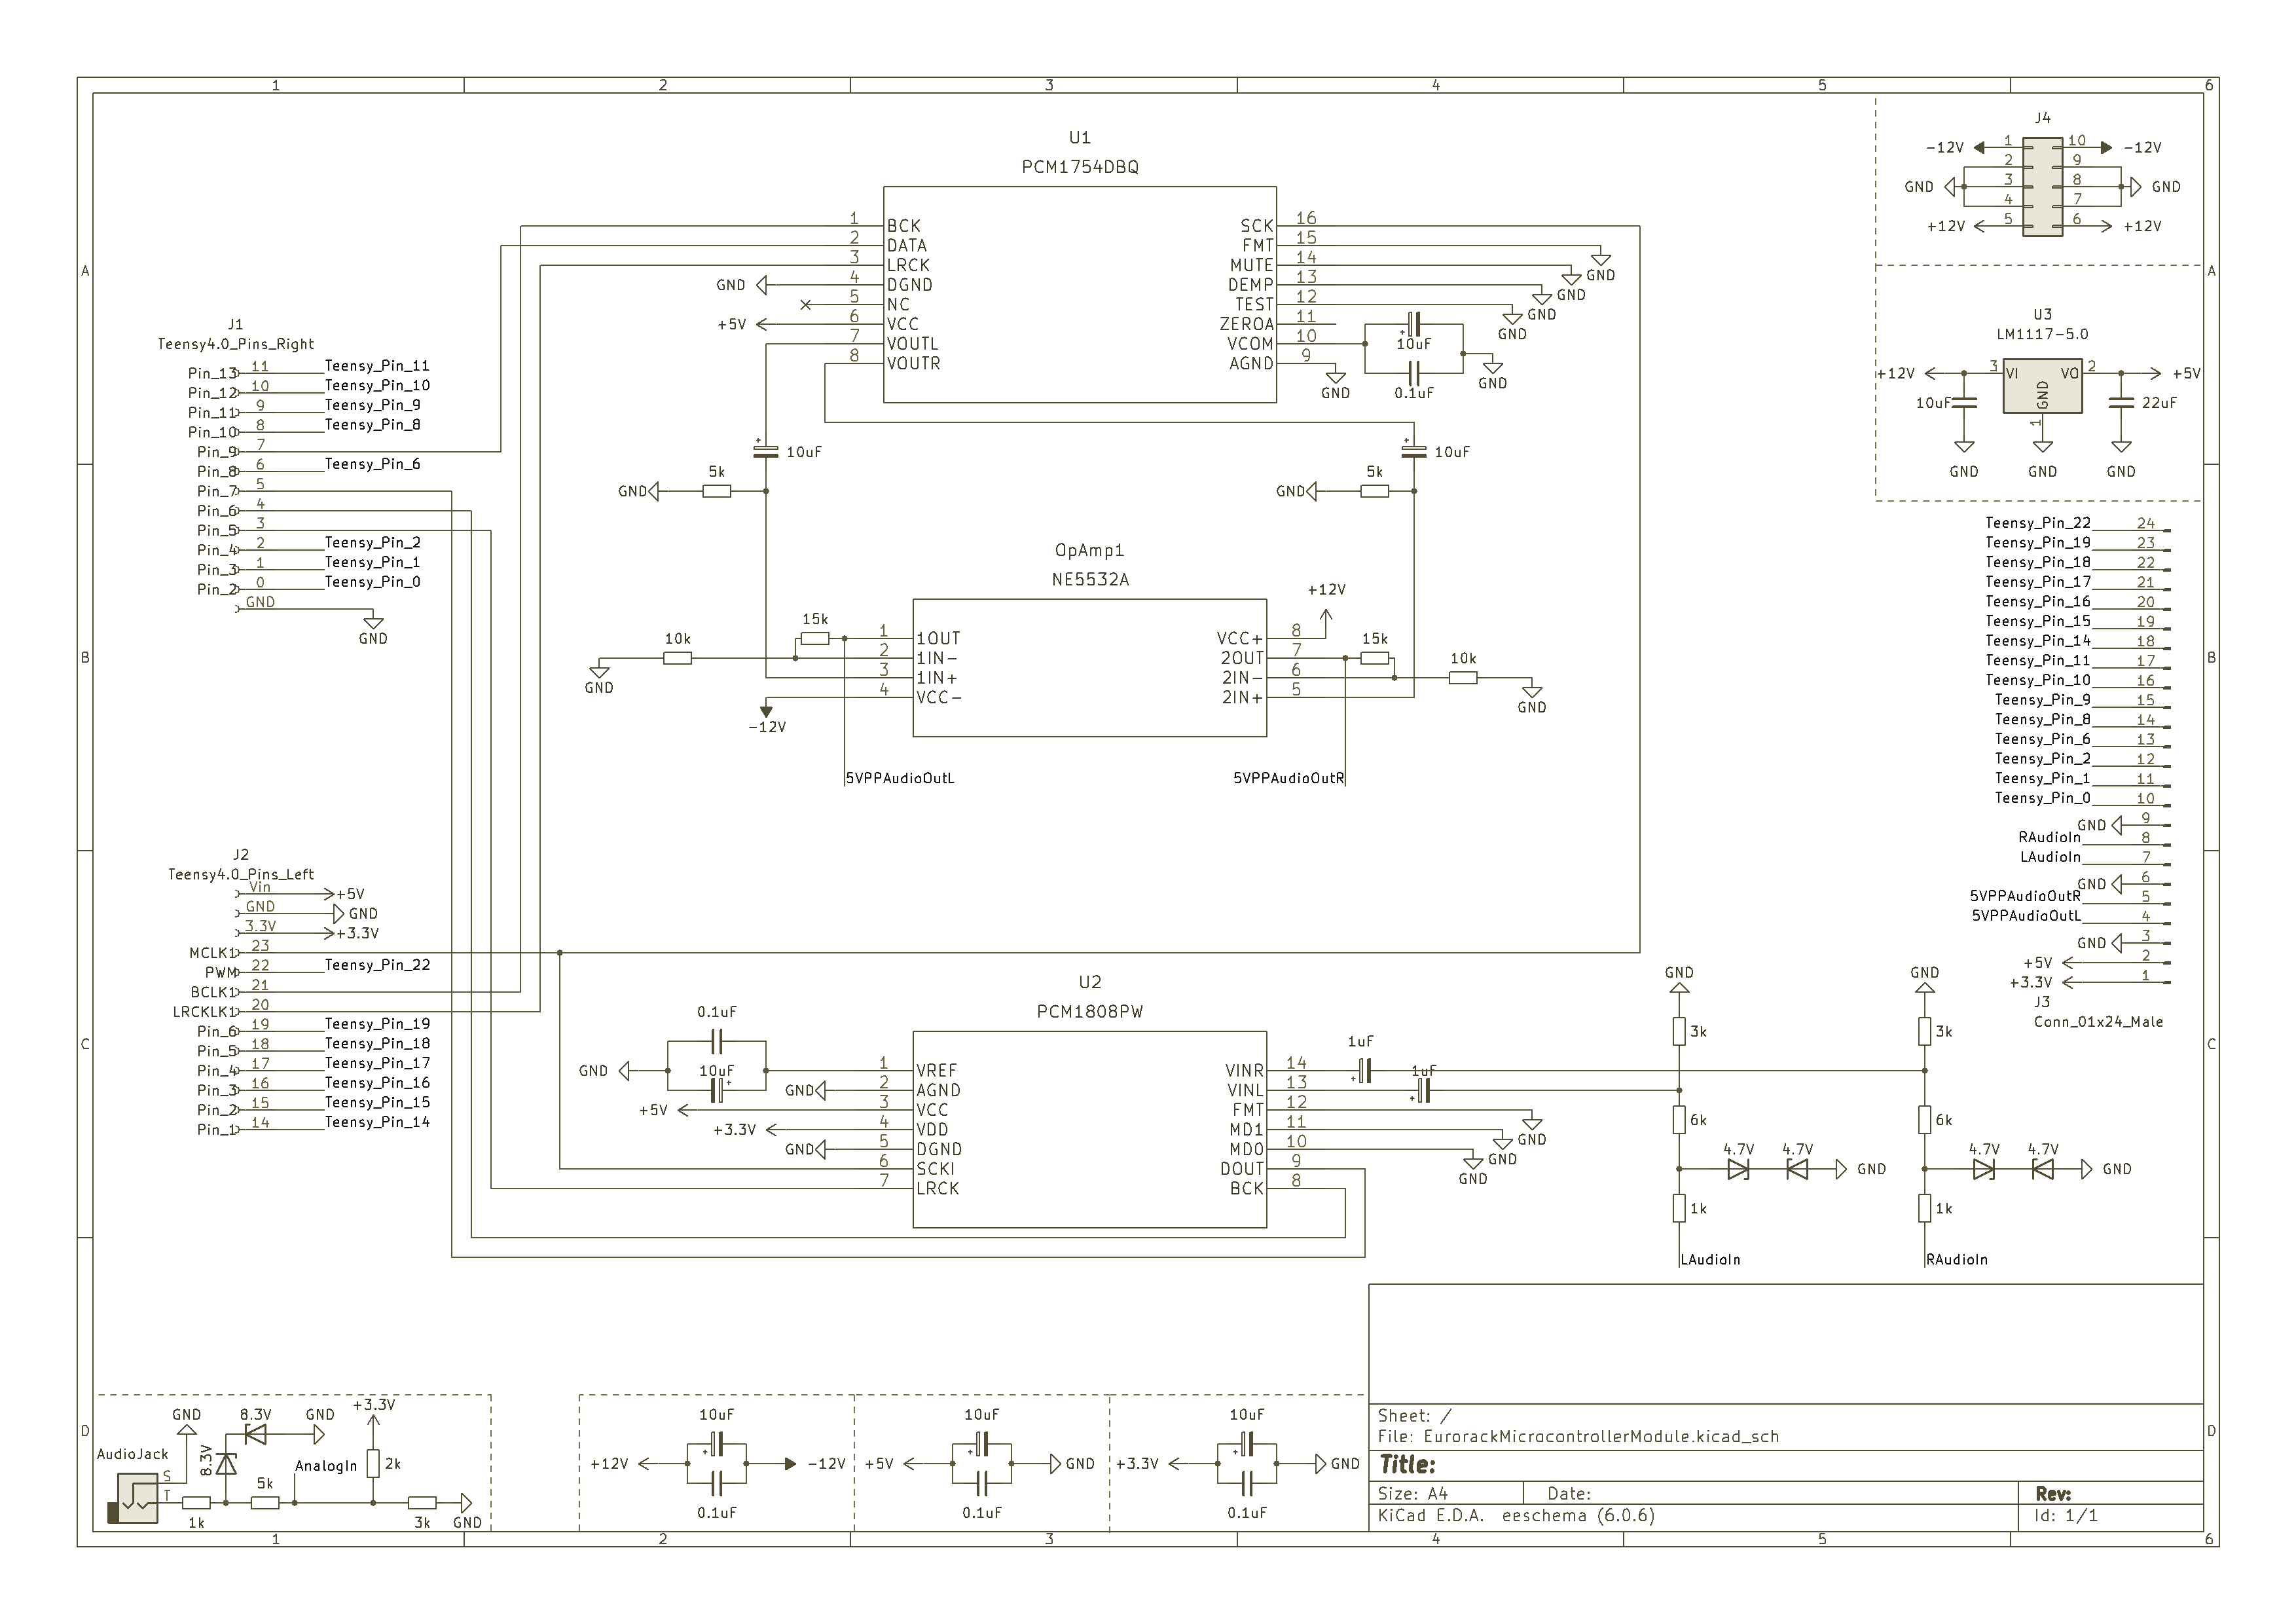 1 2 3 4 5 6
A
B
C
D
A
B
C
D
1 2 3 4 5 6
U1
PCM1754DBQ
1 BCK
2 DATA
3 LRCK
GND 4 DGND
5 NC
+5V 6 VCC
7 VOUTL
8 VOUTR
SCK 16
FMT 15 GND
MUTE 14 GND
DEMP 13 GND
TEST 12 GND
ZEROA 11
VCOM 10
AGND 9 GND
10uF
0.1uF
GND
10uF
5k
GND
10uF
5k
GND
J4
-12V 1 10 -12V
2 9
GND 3 8 GND
4 7
+12V 5 6 +12V
U3
LM1117-5.0
+12V 3 VI VO 2 +5V
GND
1
10uF
22uF
GND GND GND
J1
Teensy4.0_Pins_Right
Pin_13 11 Teensy_Pin_11
Pin_12 10 Teensy_Pin_10
Pin_11 9 Teensy_Pin_9
Pin_10 8 Teensy_Pin_8
Pin_9 7
Pin_8 6 Teensy_Pin_6
Pin_7 5
Pin_6 4
Pin_5 3
Pin_4 2 Teensy_Pin_2
Pin_3 1 Teensy_Pin_1
Pin_2 0 Teensy_Pin_0
GND
GND
OpAmp1
NE5532A
15k 1 1OUT
10k 2 1IN-
GND
3 1IN+
4 VCC-
-12V
+12V
VCC+ 8
2OUT 7 15k
2IN- 6 10k
2IN+ 5
GND
5VPPAudioOutL
5VPPAudioOutR
Teensy_Pin_22 24
Teensy_Pin_19 23
Teensy_Pin_18 22
Teensy_Pin_17 21
Teensy_Pin_16 20
Teensy_Pin_15 19
Teensy_Pin_14 18
Teensy_Pin_11 17
Teensy_Pin_10 16
Teensy_Pin_9 15
Teensy_Pin_8 14
Teensy_Pin_6 13
Teensy_Pin_2 12
Teensy_Pin_1 11
Teensy_Pin_0 10
GND 9
RAudioIn 8
LAudioIn 7
GND 6
5VPPAudioOutR 5
5VPPAudioOutL 4
GND 3
+5V 2
+3.3V 1
J3
Conn_01x24_Male
J2
Teensy4.0_Pins_Left
Vin +5V
GND GND
3.3V +3.3V
MCLK1 23
PWM 22 Teensy_Pin_22
BCLK1 21
LRCKLK1 20
Pin_6 19 Teensy_Pin_19
Pin_5 18 Teensy_Pin_18
Pin_4 17 Teensy_Pin_17
Pin_3 16 Teensy_Pin_16
Pin_2 15 Teensy_Pin_15
Pin_1 14 Teensy_Pin_14
U2
PCM1808PW
0.1uF
GND 10uF 1 VREF
GND 2 AGND
+5V 3 VCC
+3.3V 4 VDD
GND 5 DGND
6 SCKI
7 LRCK
1uF
VINR 14
1uF
VINL 13
FMT 12 GND
MD1 11 GND
MD0 10 GND
DOUT 9
BCK 8
GND
3k
6k
4.7V 4.7V
GND
1k
LAudioIn
GND
3k
6k
4.7V 4.7V
GND
1k
RAudioIn
+3.3V
GND 8.3V GND
AudioJack 8.3V AnalogIn 2k
S
T
5k
1k 3k GND
10uF
+12V -12V
0.1uF
10uF
+5V GND
0.1uF
10uF
+3.3V GND
0.1uF
Sheet: /
File: EurorackMicrocontrollerModule.kicad_sch
Title:
Size: A4 Date: Rev:
KiCad E.D.A. eeschema (6.0.6) Id: 1/1